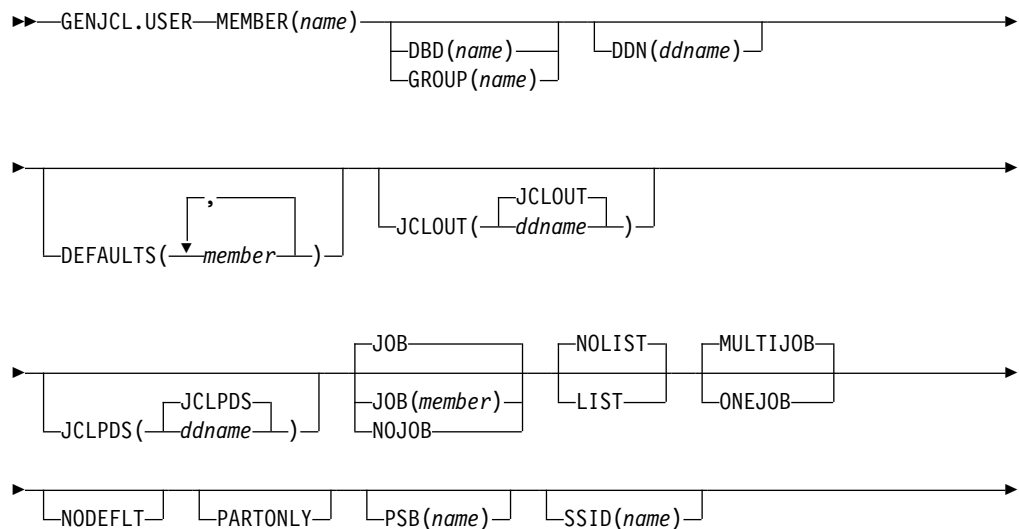 GENJCL.USER MEMBER(name)
DBD(name)
GROUP(name)
DDN(ddname)
DEFAULTS( , member )
JCLOUT( JCLOUT
ddname )
JCLPDS( JCLPDS
ddname )
JOB
JOB(member)
NOJOB
NOLIST
LIST
MULTIJOB
ONEJOB
NODEFLT
PARTONLY
PSB(name)
SSID(name)